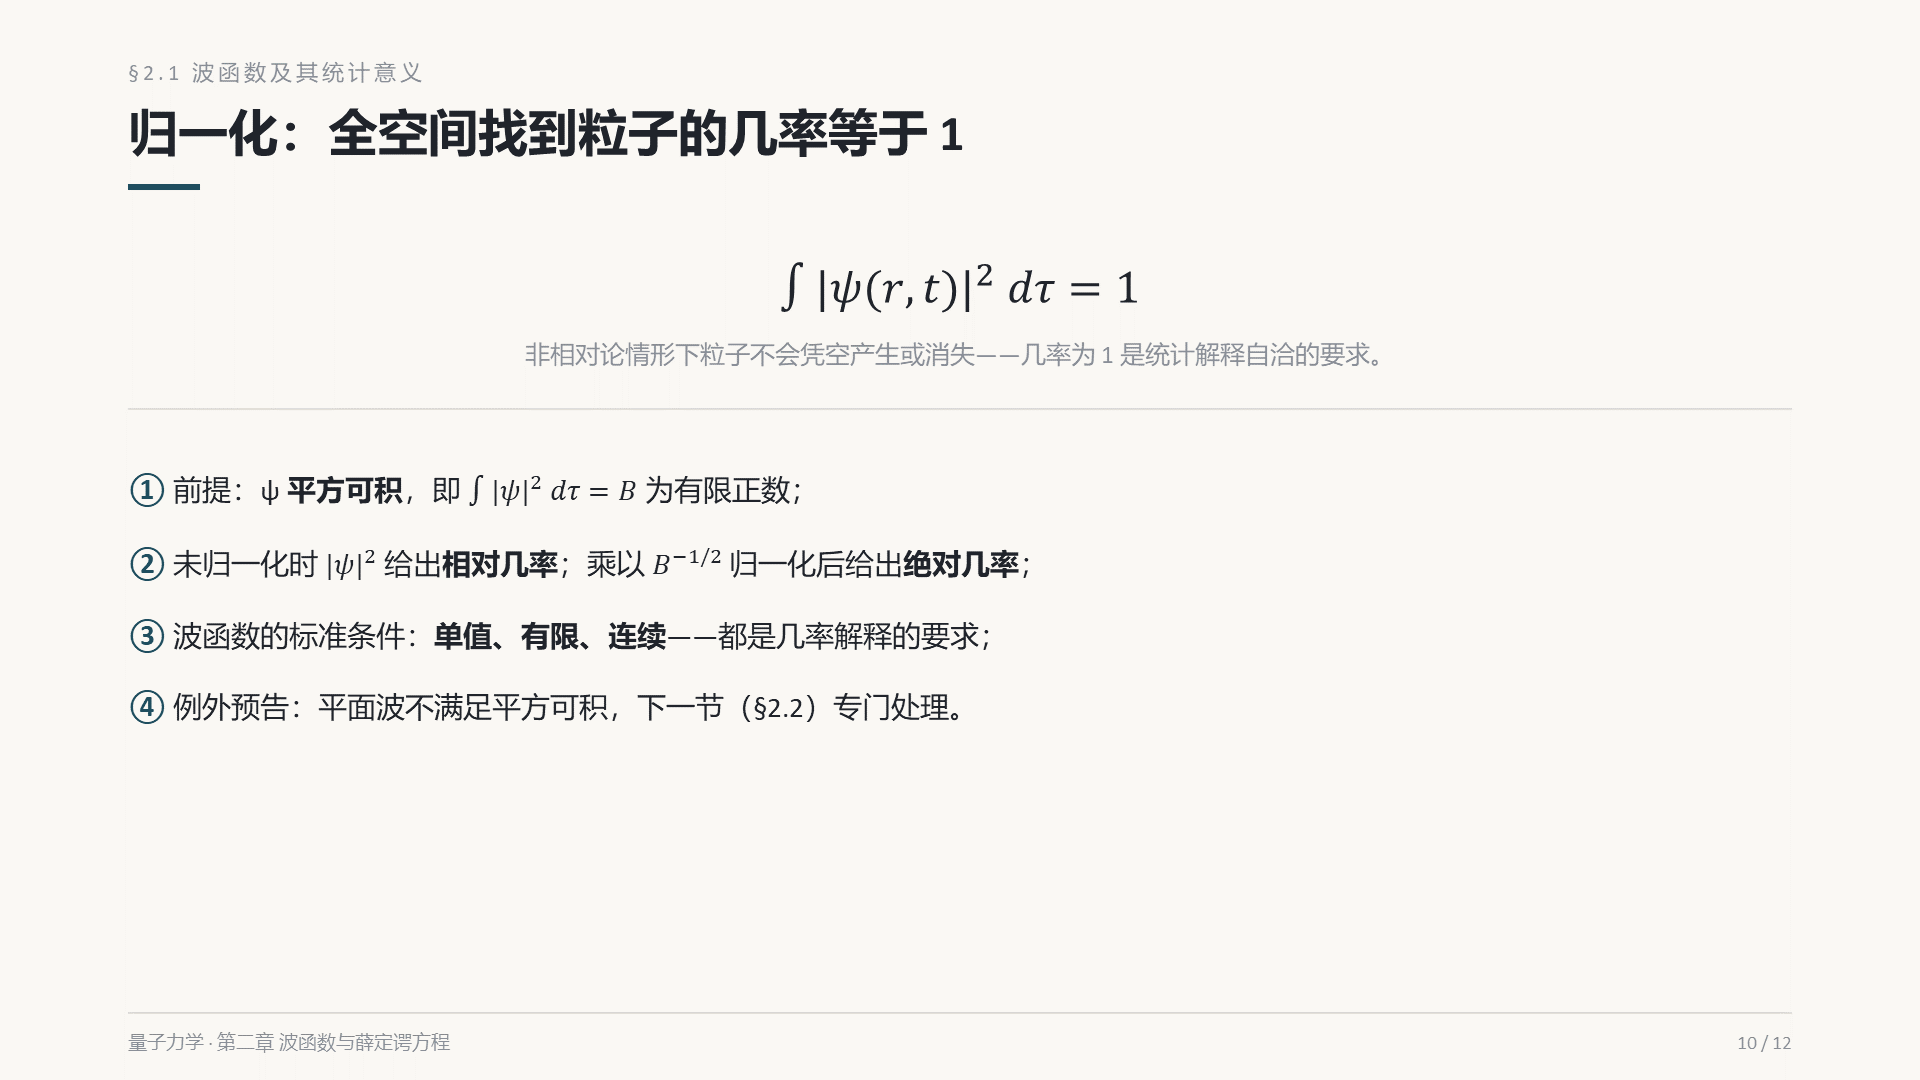 §2.1 波函数及其统计意义
归一化：全空间找到粒子的几率等于 1
∫ |ψ(r, t)|² dτ = 1
非相对论情形下粒子不会凭空产生或消失——几率为 1 是统计解释自洽的要求。
① 前提：ψ 平方可积，即 ∫ |ψ|² dτ = B 为有限正数；
② 未归一化时 |ψ|² 给出相对几率；乘以 B⁻¹ᐟ² 归一化后给出绝对几率；
③ 波函数的标准条件：单值、有限、连续——都是几率解释的要求；
④ 例外预告：平面波不满足平方可积，下一节（§2.2）专门处理。
量子力学 · 第二章 波函数与薛定谔方程
10 / 12